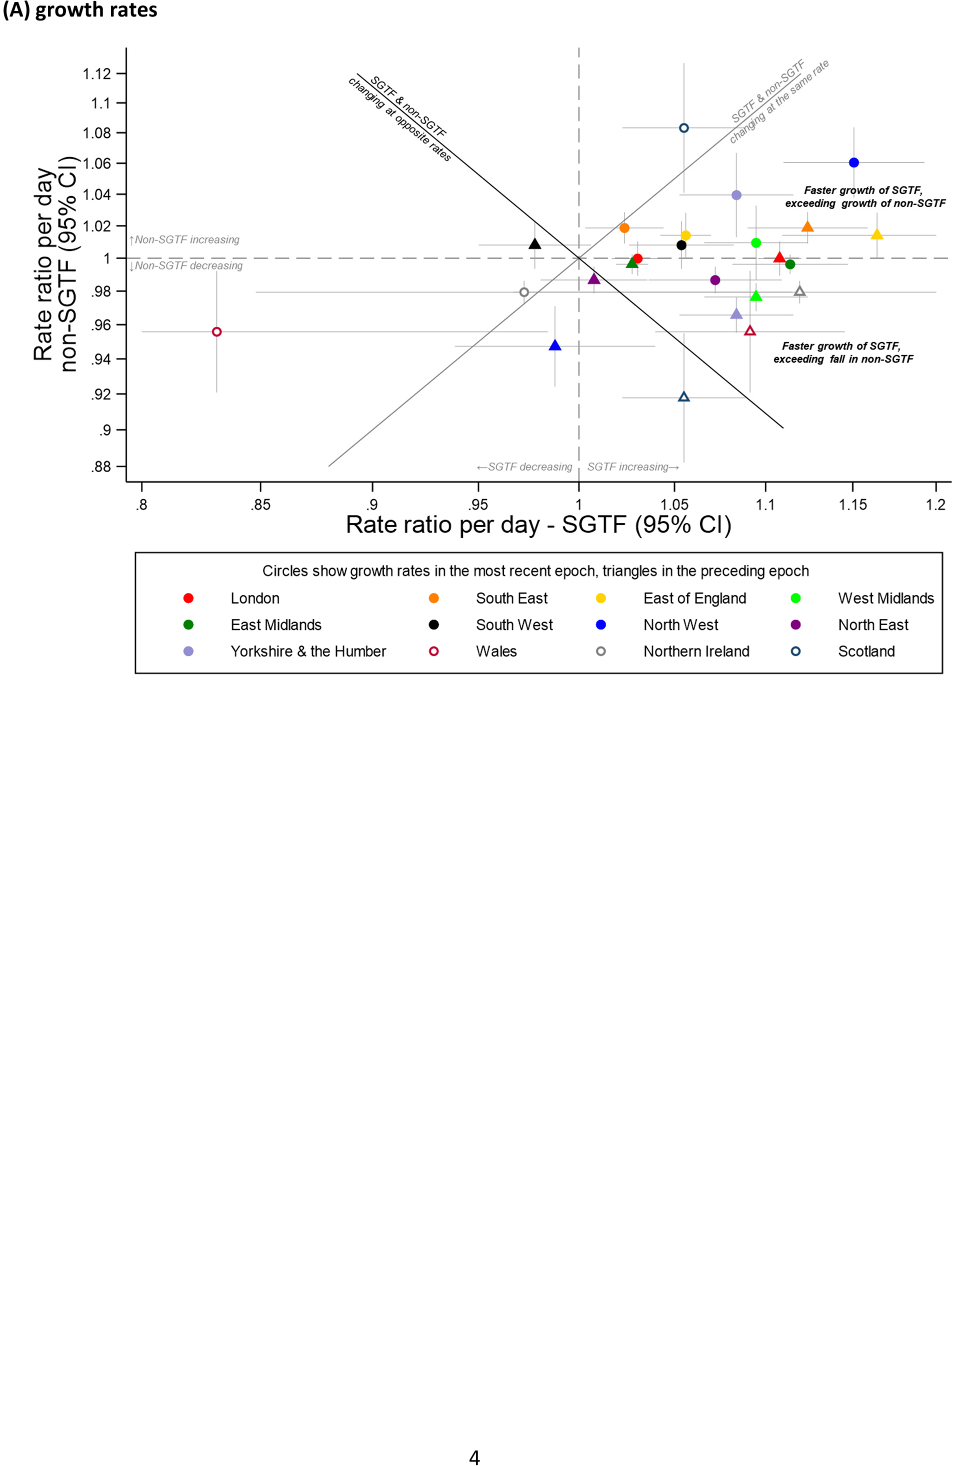 (A) growth rates
Rate ratio per day
non-SGTF (95% CI)
1.12
1.1
1.08
1.06
1.04
1.02
1
.98
.96
.94
.92
.9
.88
SGTF & non-SGTF
changing at opposite rates
SGTF & non-SGTF
changing at the same rate
Faster growth of SGTF,
exceeding growth of non-SGTF
↑Non-SGTF increasing
↓Non-SGTF decreasing
Faster growth of SGTF,
exceeding fall in non-SGTF
←SGTF decreasing
SGTF increasing→
.8 .85 .9 .95 1 1.05 1.1 1.15 1.2
Rate ratio per day - SGTF (95% CI)
Circles show growth rates in the most recent epoch, triangles in the preceding epoch
London South East East of England West Midlands
East Midlands South West North West North East
Yorkshire & the Humber Wales Northern Ireland Scotland
4